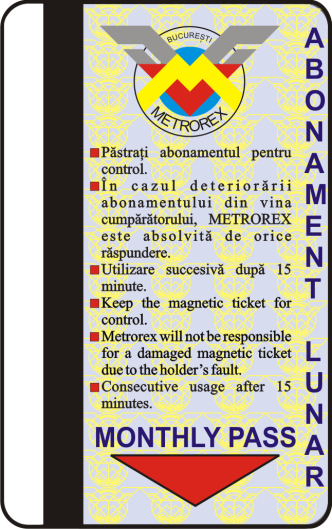 BUCUREȘTI
METROREX
Păstrați abonamentul pentru
control.
În cazul deteriorării
abonamentului din vina
cumpărătorului, METROREX
este absolvită de orice
răspundere.
Utilizare succesivă după 15
minute.
Keep the magnetic ticket for
control.
Metrorex will not be responsible
for a damaged magnetic ticket
due to the holder's fault.
Consecutive usage after 15
minutes.
MONTHLY PASS
ABONAMENT LUNAR